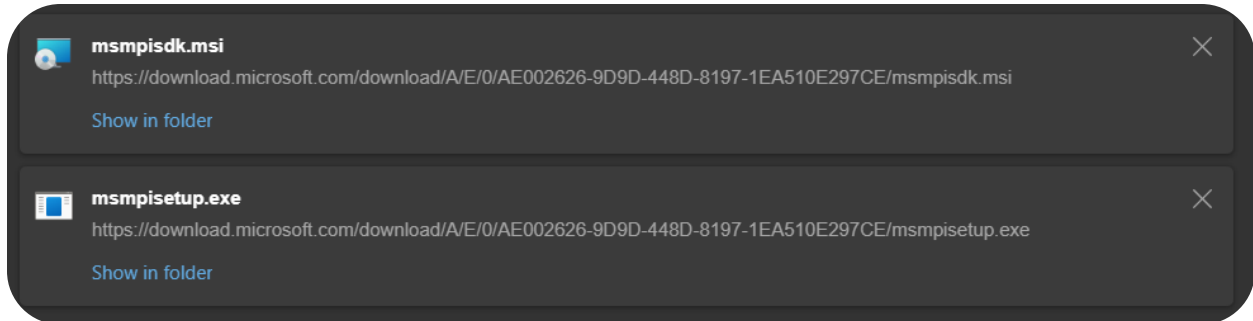 msmpisdk.msi
https://download.microsoft.com/download/A/E/0/AE002626-9D9D-448D-8197-1EA510E297CE/msmpisdk.msi
Show in folder
msmpisetup.exe
https://download.microsoft.com/download/A/E/0/AE002626-9D9D-448D-8197-1EA510E297CE/msmpisetup.exe
Show in folder